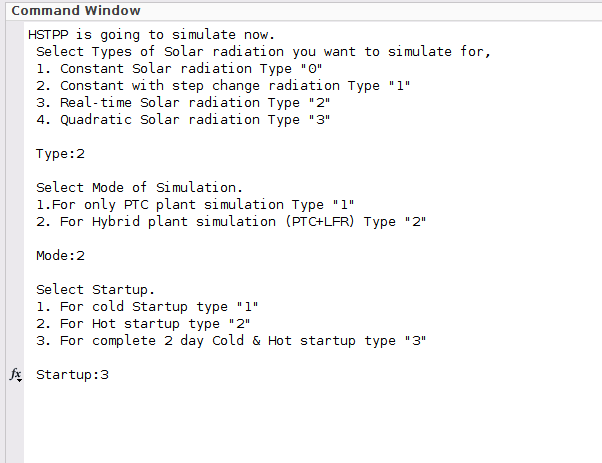 Command Window
HSTPP is going to simulate now.
Select Types of Solar radiation you want to simulate for,
1. Constant Solar radiation Type "0"
2. Constant with step change radiation Type "1"
3. Real-time Solar radiation Type "2"
4. Quadratic Solar radiation Type "3"
Type:2
Select Mode of Simulation.
1.For only PTC plant simulation Type "1"
2. For Hybrid plant simulation (PTC+LFR) Type "2"
Mode:2
Select Startup.
1. For cold Startup type "1"
2. For Hot startup type "2"
3. For complete 2 day Cold & Hot startup type "3"
fx Startup:3